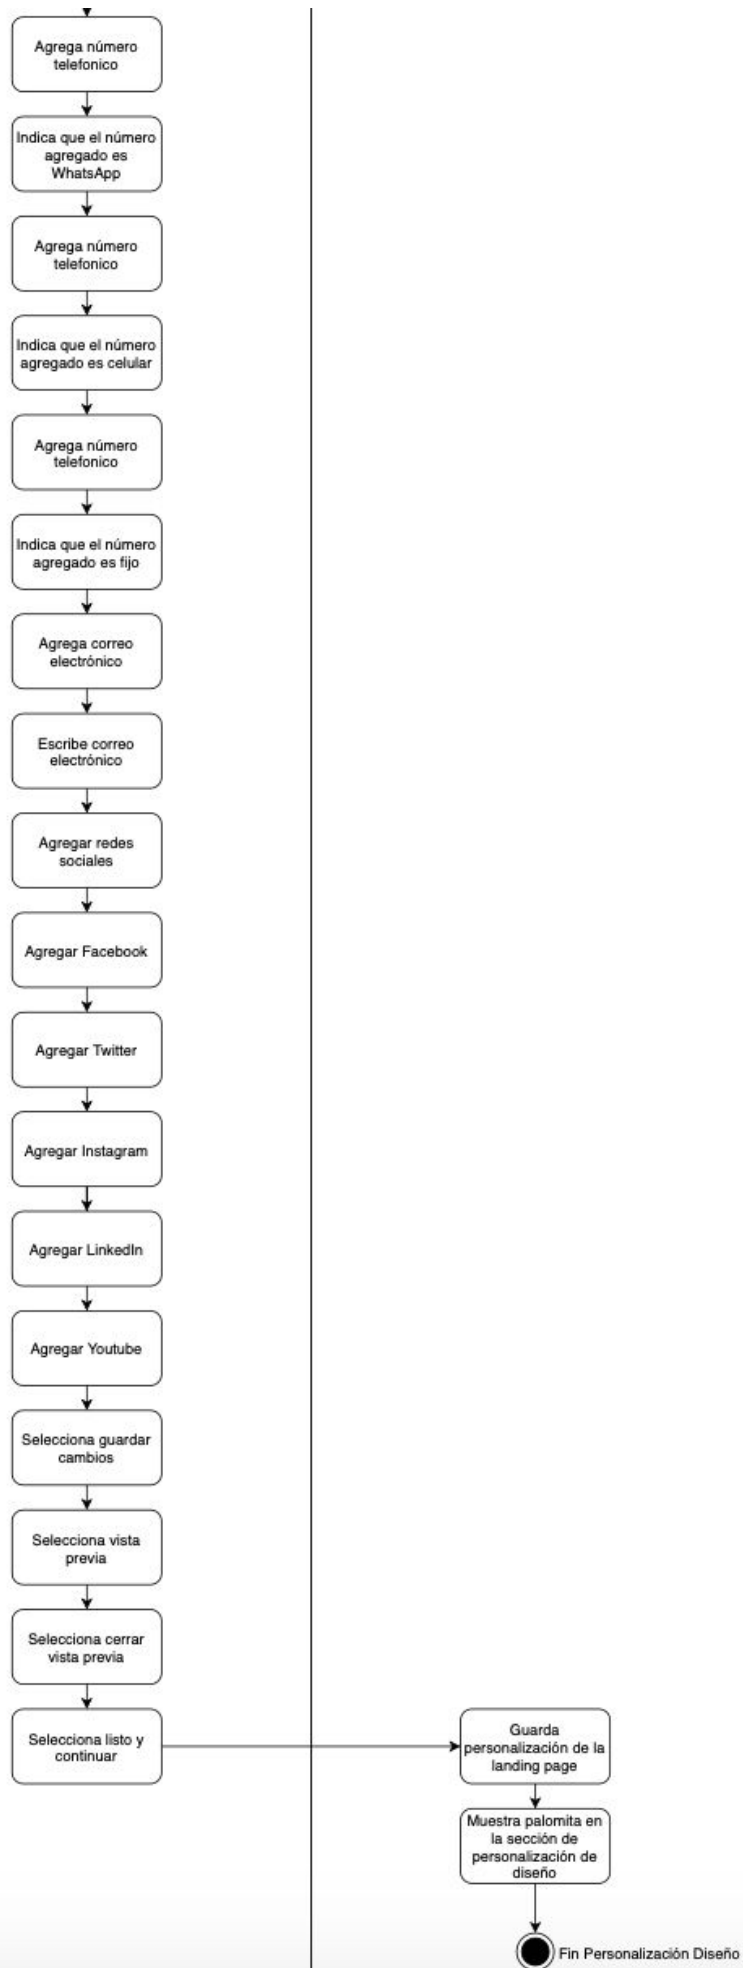 Agrega número
telefonico
Indica que el número
agregado es
WhatsApp
Agrega número
telefonico
Indica que el número
agregado es celular
Agrega número
telefonico
Indica que el número
agregado es fijo
Agrega correo
electrónico
Escribe correo
electrónico
Agregar redes
sociales
Agregar Facebook
Agregar Twitter
Agregar Instagram
Agregar LinkedIn
Agregar Youtube
Selecciona guardar
cambios
Selecciona vista
previa
Selecciona cerrar
vista previa
Selecciona listo y
continuar
Guarda
personalización de la
landing page
Muestra palomita en
la sección de
personalización de
diseño
Fin Personalización Diseño